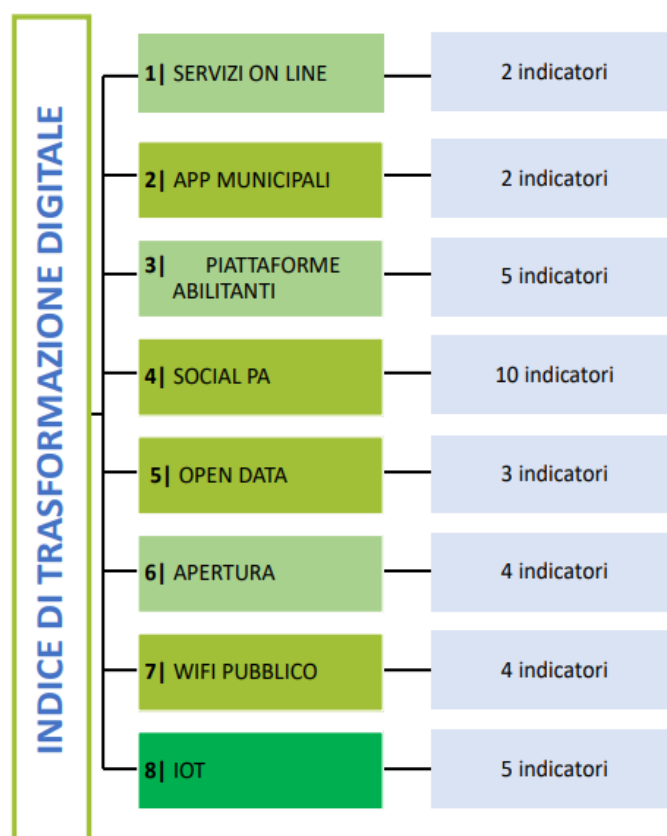 INDICE DI TRASFORMAZIONE DIGITALE
1| SERVIZI ON LINE
2 indicatori
2| APP MUNICIPALI
2 indicatori
3| PIATTAFORME
ABILITANTI
5 indicatori
4| SOCIAL PA
10 indicatori
5| OPEN DATA
3 indicatori
6| APERTURA
4 indicatori
7| WIFI PUBBLICO
4 indicatori
8| IOT
5 indicatori